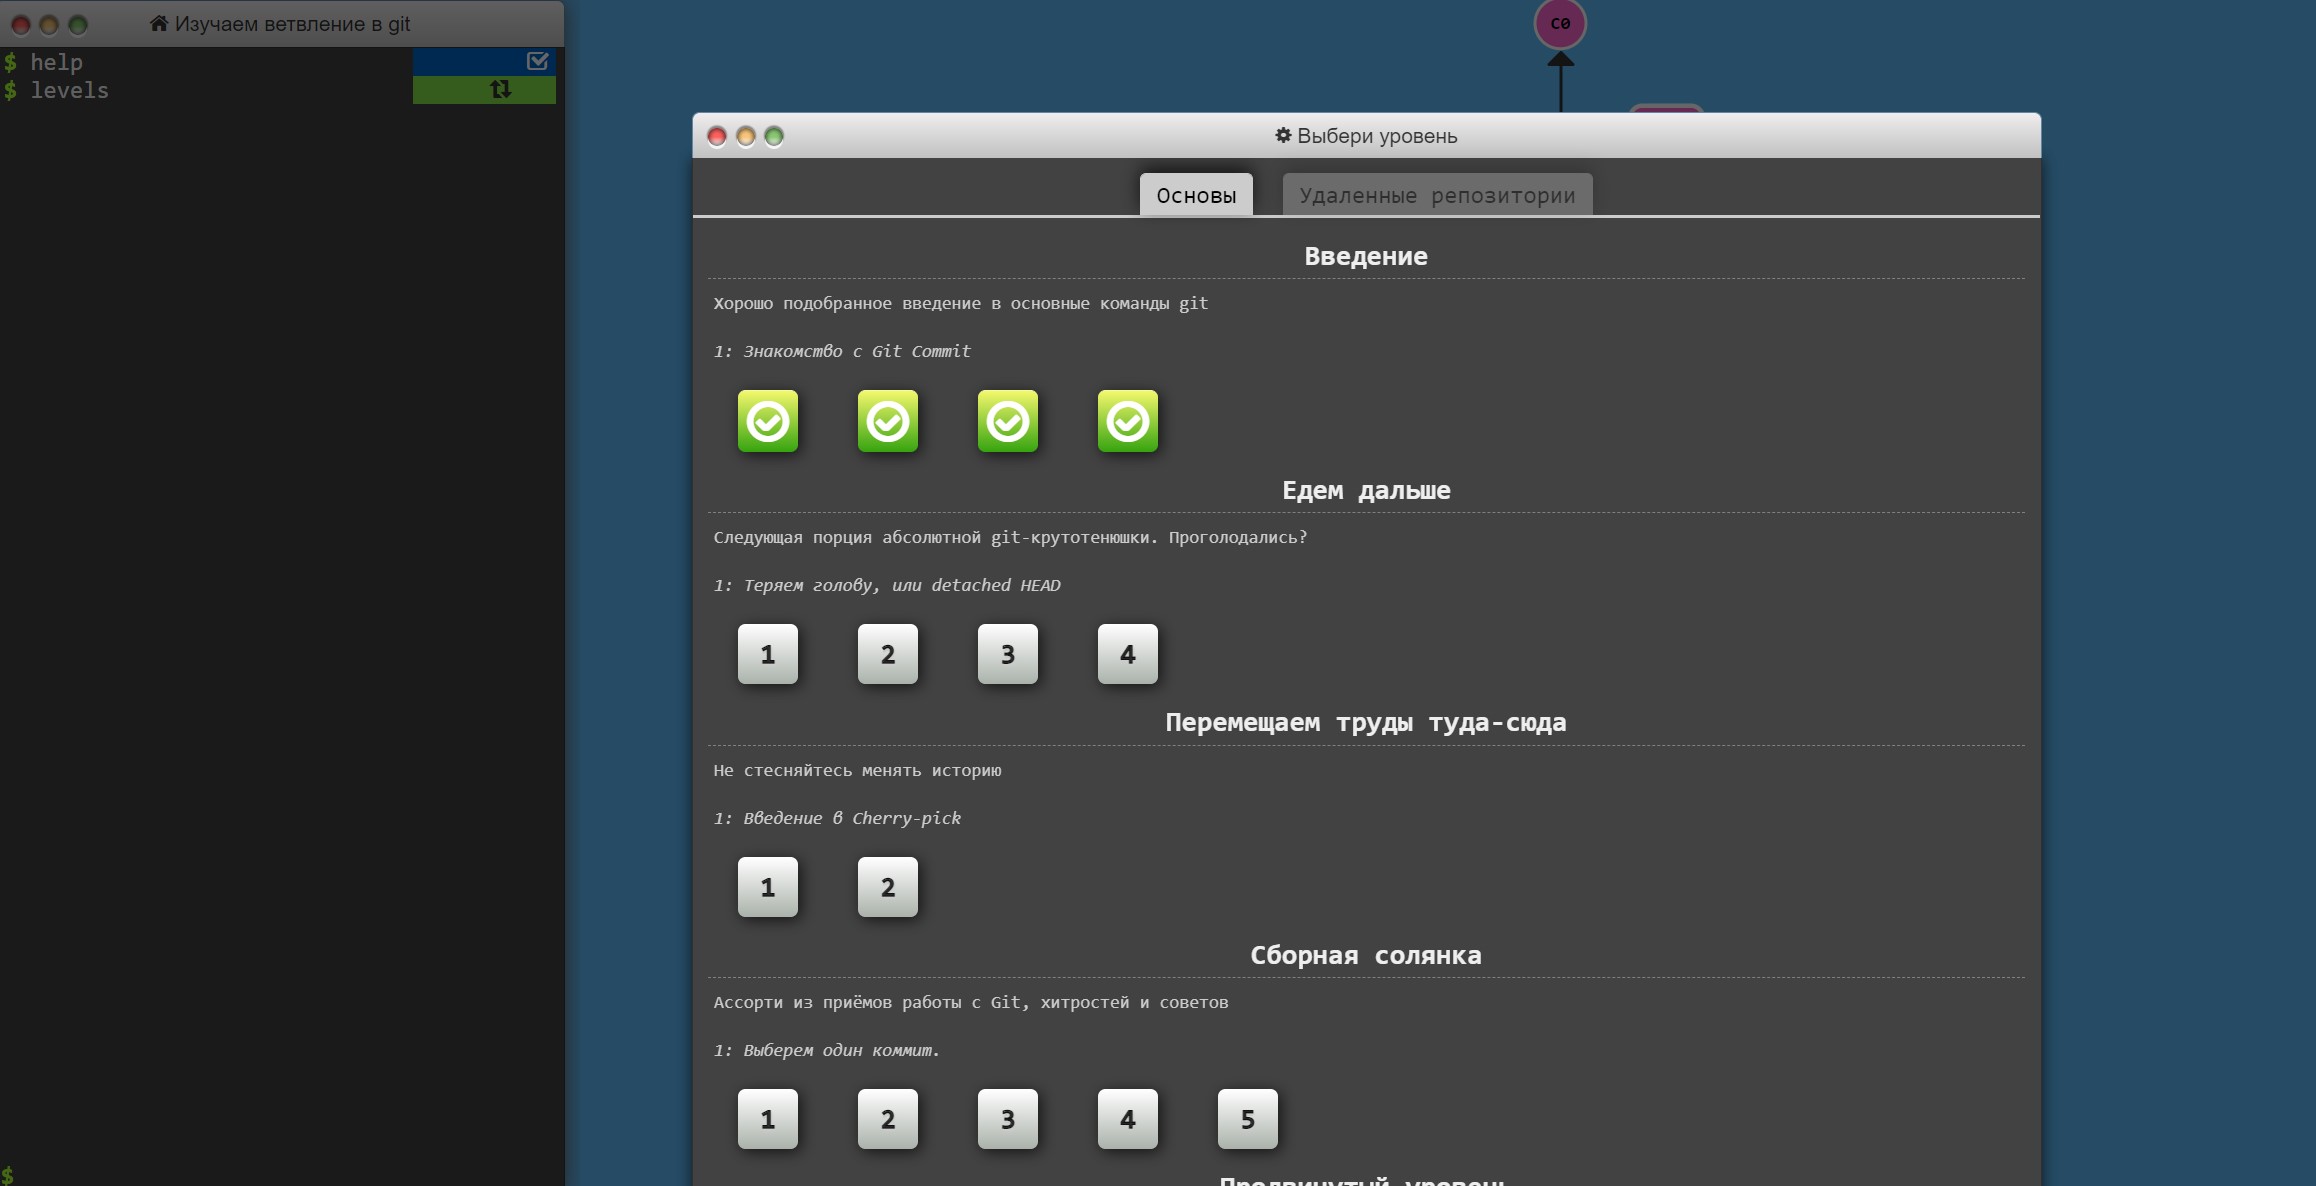 Изучаем ветвление в git
$ help
$ levels
$
C0
Выбери уровень
Основы
Удаленные репозитории
Введение
Хорошо подобранное введение в основные команды git
1: Знакомство с Git Commit
Едем дальше
Следующая порция абсолютной git-крутотенюшки. Проголодались?
1: Теряем голову, или detached HEAD
1 2 3 4
Перемещаем труды туда-сюда
Не стесняйтесь менять историю
1: Введение в Cherry-pick
1 2
Сборная солянка
Ассорти из приёмов работы с Git, хитростей и советов
1: Выберем один коммит.
1 2 3 4 5
Продвинутый уровень